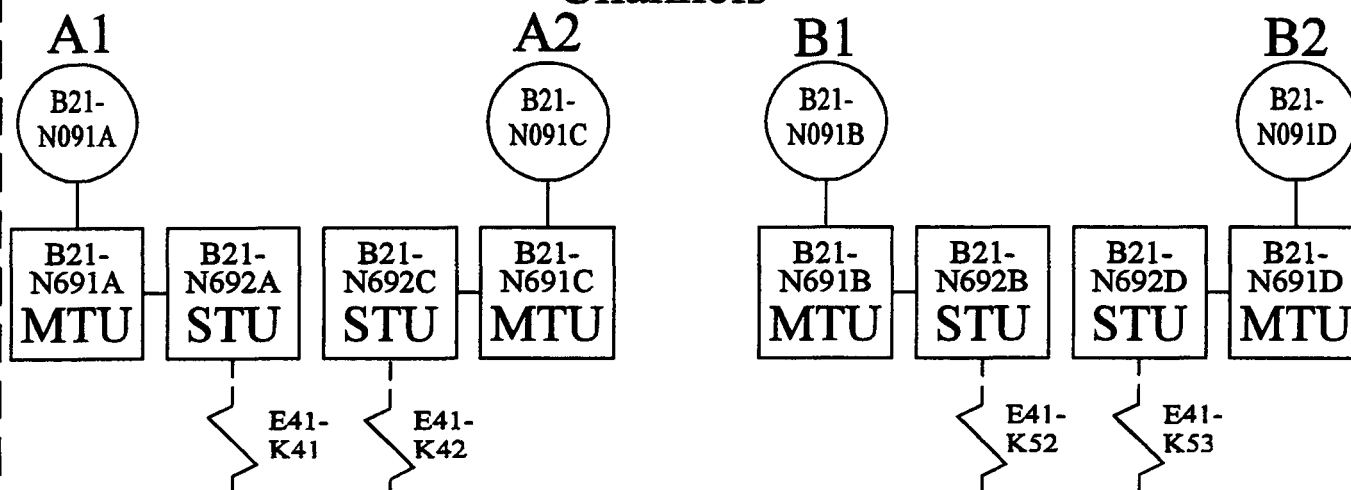 Channels
A1
A2
B1
B2
B21-
N091A
B21-
N091C
B21-
N091B
B21-
N091D
B21-
N691A
MTU
B21-
N692A
STU
B21-
N692C
STU
B21-
N691C
MTU
B21-
N691B
MTU
B21-
N692B
STU
B21-
N692D
STU
B21-
N691D
MTU
E41-
K41
E41-
K42
E41-
K52
E41-
K53